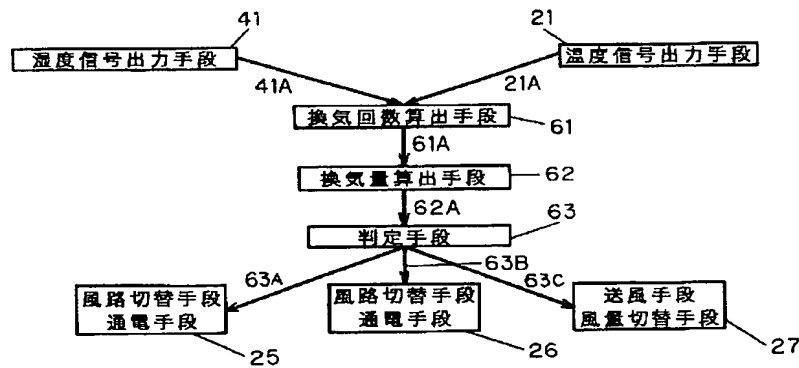 41
21
湿度信号出力手段
温度信号出力手段
41A
21A
換気回数算出手段
61
61A
換気量算出手段
62
62A
63
判定手段
63A
63B
63C
風路切替手段
通電手段
風路切替手段
通電手段
送風手段
風量切替手段
25
26
27